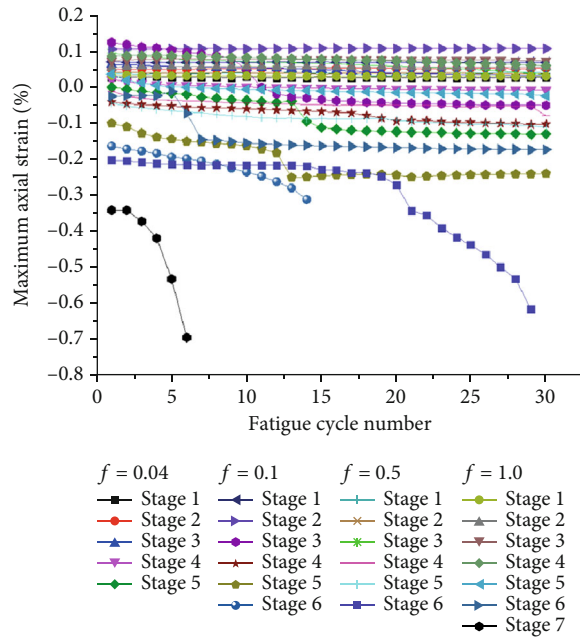 0.2
0.1
0.0
–0.1
–0.2
–0.3
–0.4
–0.5
–0.6
–0.7
–0.8
Maximum axial strain (%)
0 5 10 15 20 25 30
Fatigue cycle number
f = 0.04 f = 0.1 f = 0.5 f = 1.0
Stage 1 Stage 1 Stage 1 Stage 1
Stage 2 Stage 2 Stage 2 Stage 2
Stage 3 Stage 3 Stage 3 Stage 3
Stage 4 Stage 4 Stage 4 Stage 4
Stage 5 Stage 5 Stage 5 Stage 5
Stage 6 Stage 6 Stage 6
Stage 7